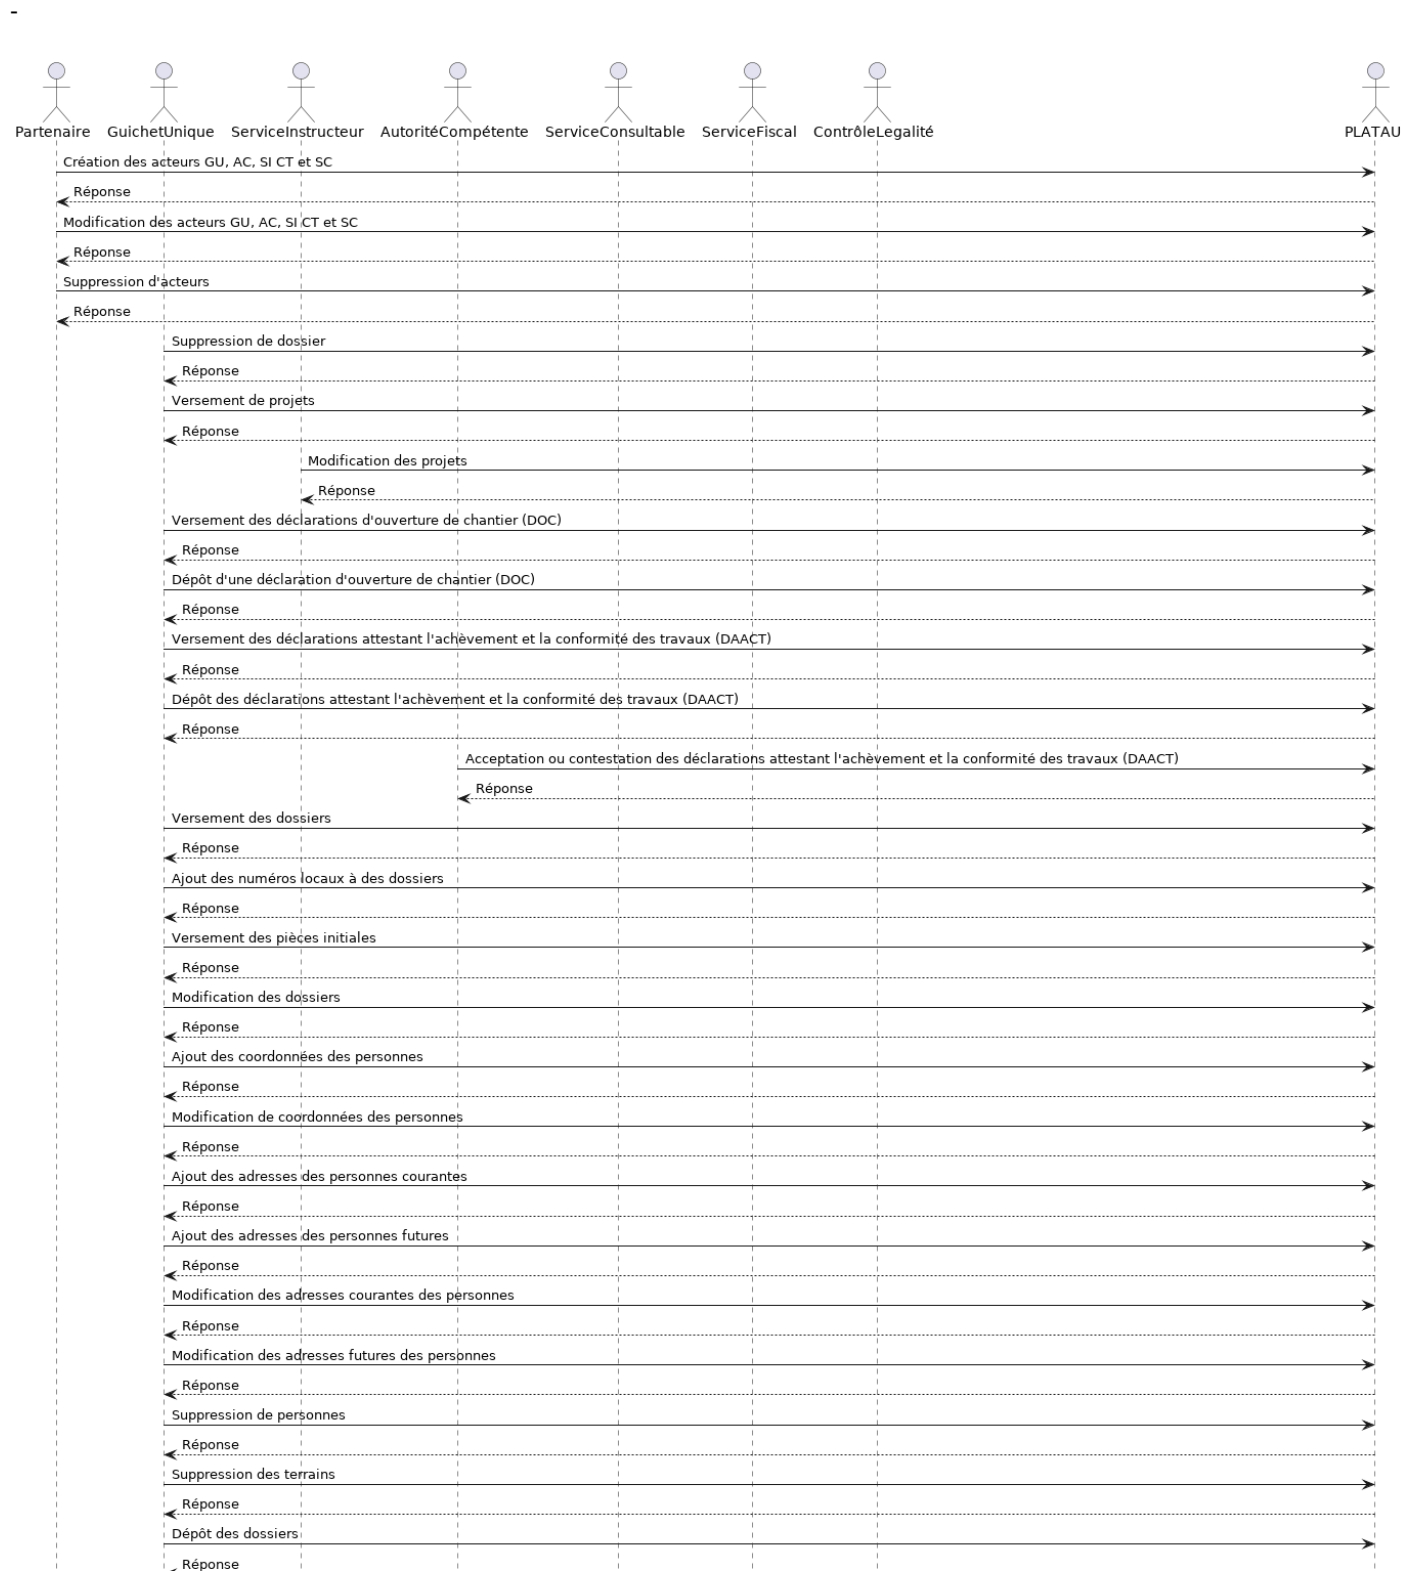 -
Partenaire GuichetUnique ServiceInstructeur AutoritéCompétente ServiceConsultable ServiceFiscal ContrôleLegalité PLATAU
Création des acteurs GU, AC, SI CT et SC
Réponse
Modification des acteurs GU, AC, SI CT et SC
Réponse
Suppression d'acteurs
Réponse
Suppression de dossier
Réponse
Versement de projets
Réponse
Modification des projets
Réponse
Versement des déclarations d'ouverture de chantier (DOC)
Réponse
Dépôt d'une déclaration d'ouverture de chantier (DOC)
Réponse
Versement des déclarations attestant l'achèvement et la conformité des travaux (DAACT)
Réponse
Dépôt des déclarations attestant l'achèvement et la conformité des travaux (DAACT)
Réponse
Acceptation ou contestation des déclarations attestant l'achèvement et la conformité des travaux (DAACT)
Réponse
Versement des dossiers
Réponse
Ajout des numéros locaux à des dossiers
Réponse
Versement des pièces initiales
Réponse
Modification des dossiers
Réponse
Ajout des coordonnées des personnes
Réponse
Modification de coordonnées des personnes
Réponse
Ajout des adresses des personnes courantes
Réponse
Ajout des adresses des personnes futures
Réponse
Modification des adresses courantes des personnes
Réponse
Modification des adresses futures des personnes
Réponse
Suppression de personnes
Réponse
Suppression des terrains
Réponse
Dépôt des dossiers
Réponse